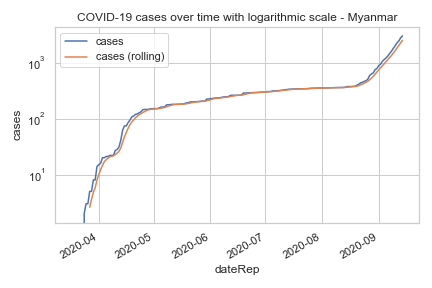 COVID-19 cases over time with logarithmic scale - Myanmar
cases
cases (rolling)
10³
10²
10¹
cases
2020-04
2020-05
2020-06
2020-07
2020-08
2020-09
dateRep